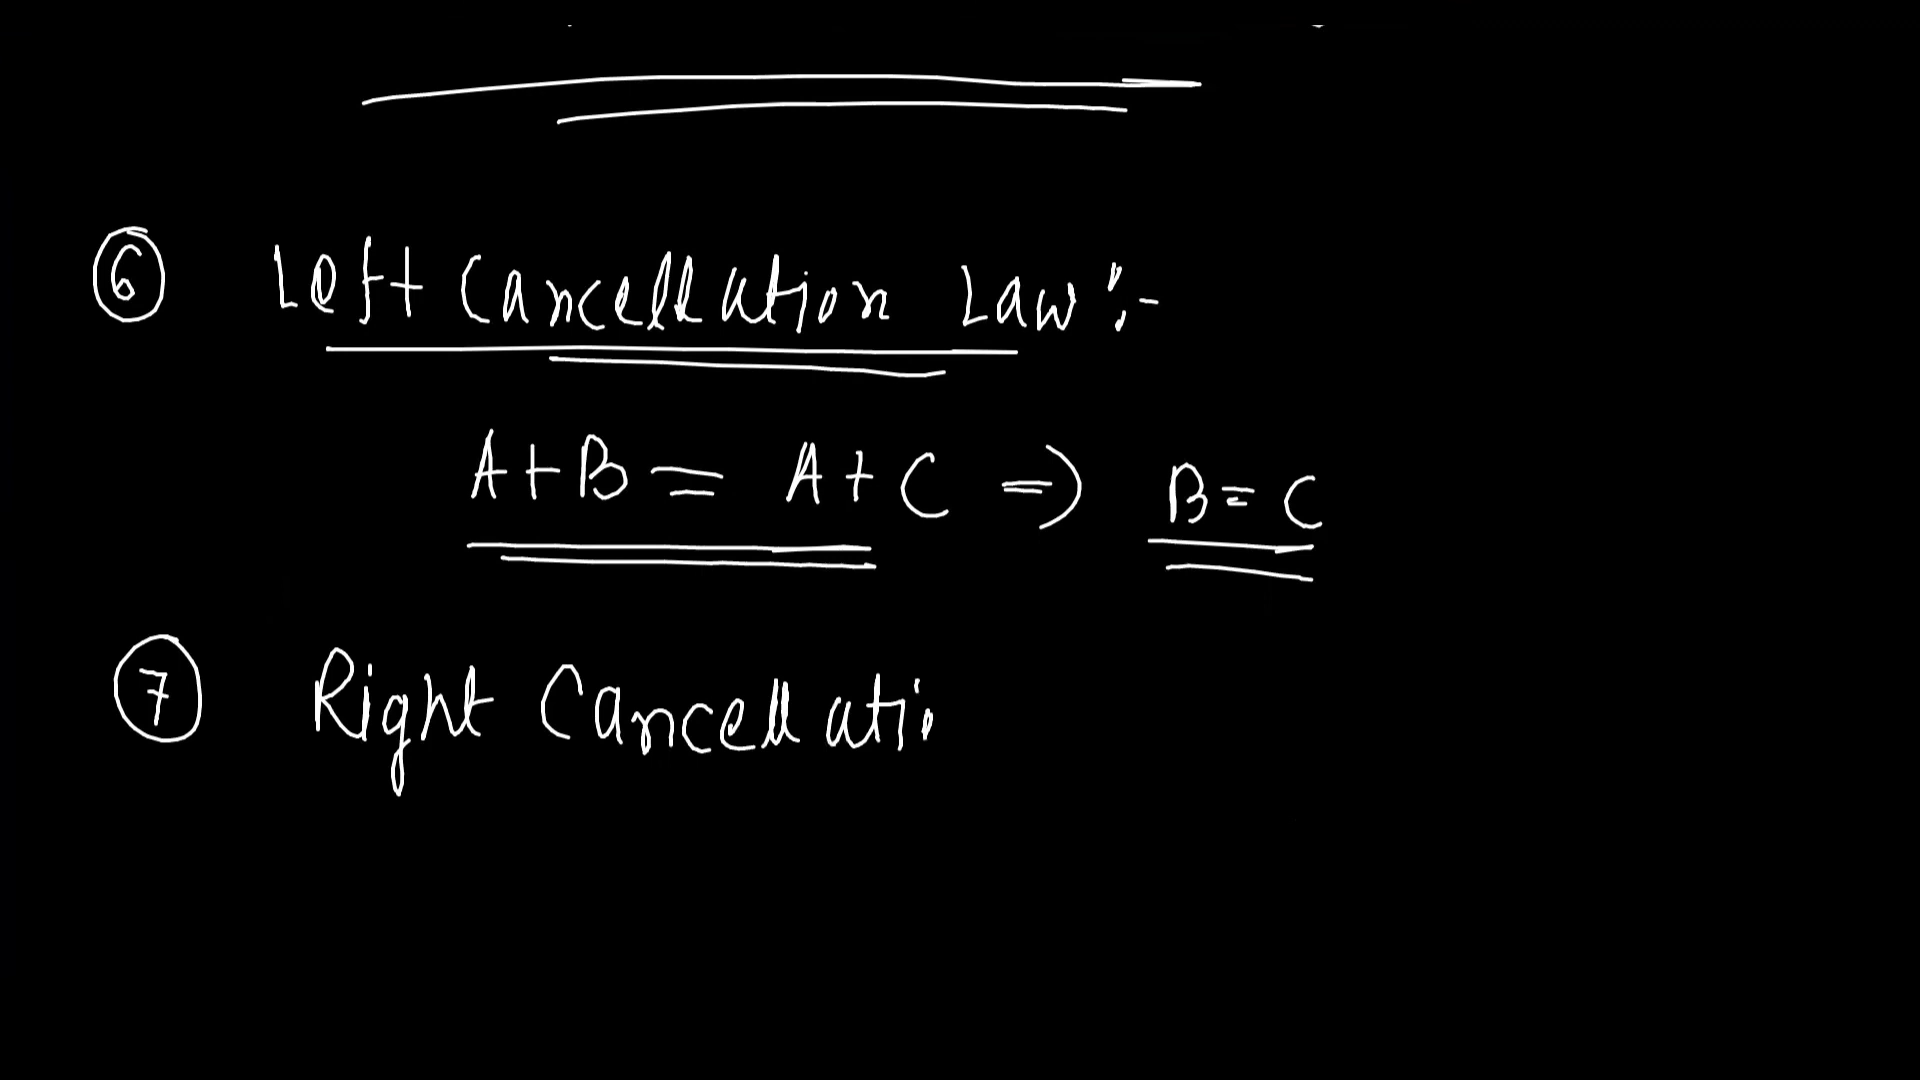 6 Left Cancellation Law :-
A+B = A+C => B = C
7 Right Cancellati